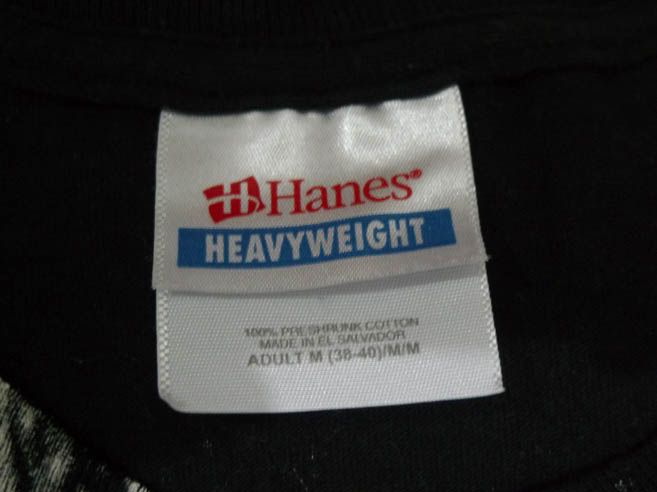 H Hanes®
HEAVYWEIGHT
100% PRESHRUNK COTTON
MADE IN EL SALVADOR
ADULT M (38-40)/M/M